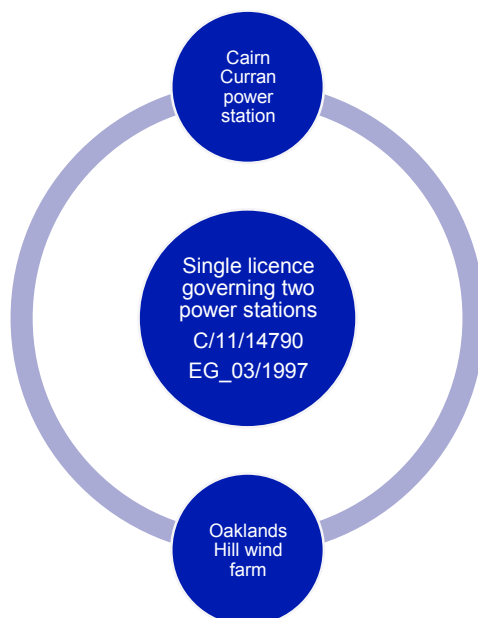 Cairn
Curran
power
station
Single licence
governing two
power stations
C/11/14790
EG_03/1997
Oaklands
Hill wind
farm